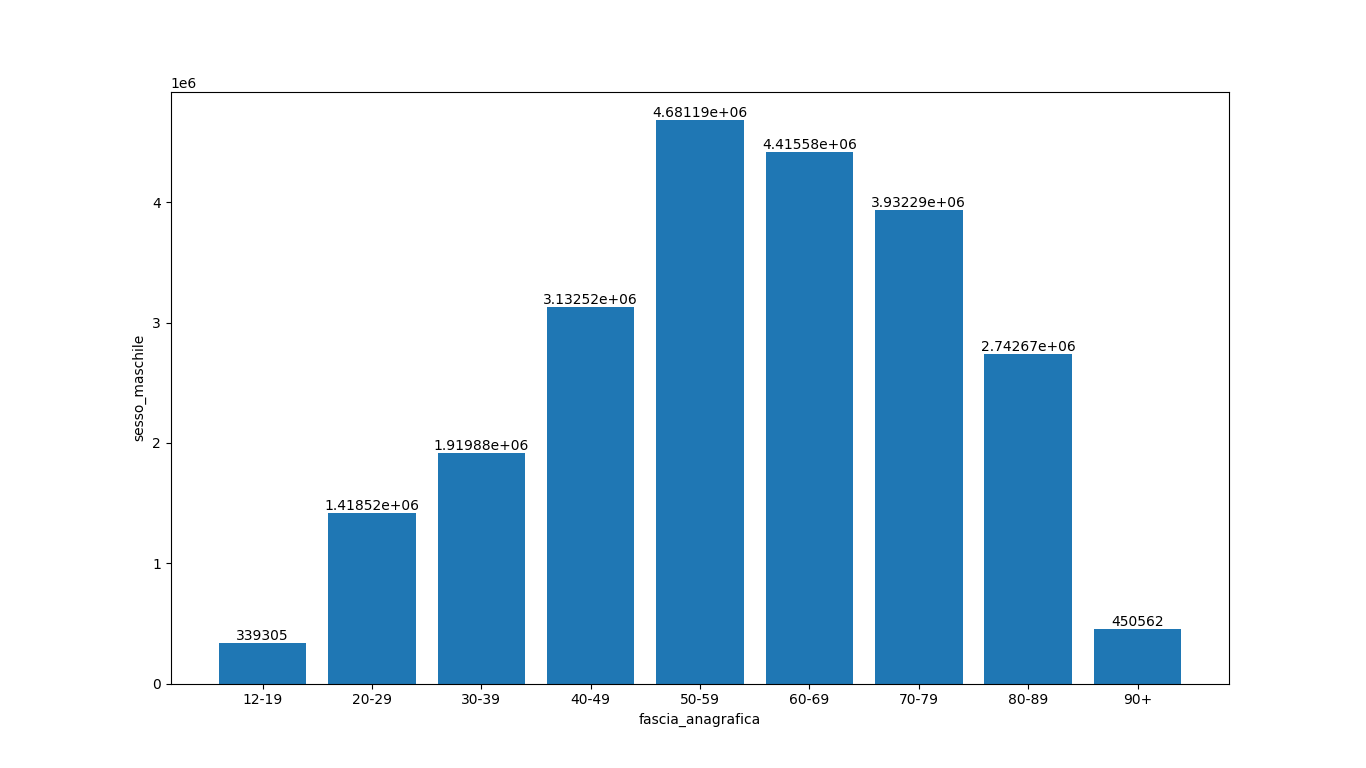 1e6
4.68119e+06
4.41558e+06
3.93229e+06
3.13252e+06
2.74267e+06
1.91988e+06
1.41852e+06
339305
450562
4
3
2
1
0
sesso_maschile
12-19 20-29 30-39 40-49 50-59 60-69 70-79 80-89 90+
fascia_anagrafica